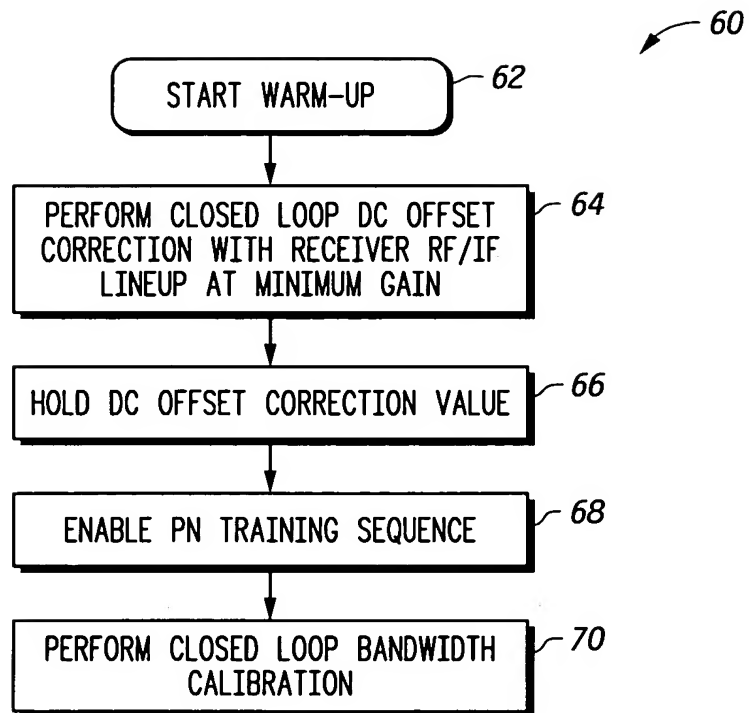 60
START WARM-UP
62
PERFORM CLOSED LOOP DC OFFSET
CORRECTION WITH RECEIVER RF/IF
LINEUP AT MINIMUM GAIN
64
HOLD DC OFFSET CORRECTION VALUE
66
ENABLE PN TRAINING SEQUENCE
68
PERFORM CLOSED LOOP BANDWIDTH
CALIBRATION
70